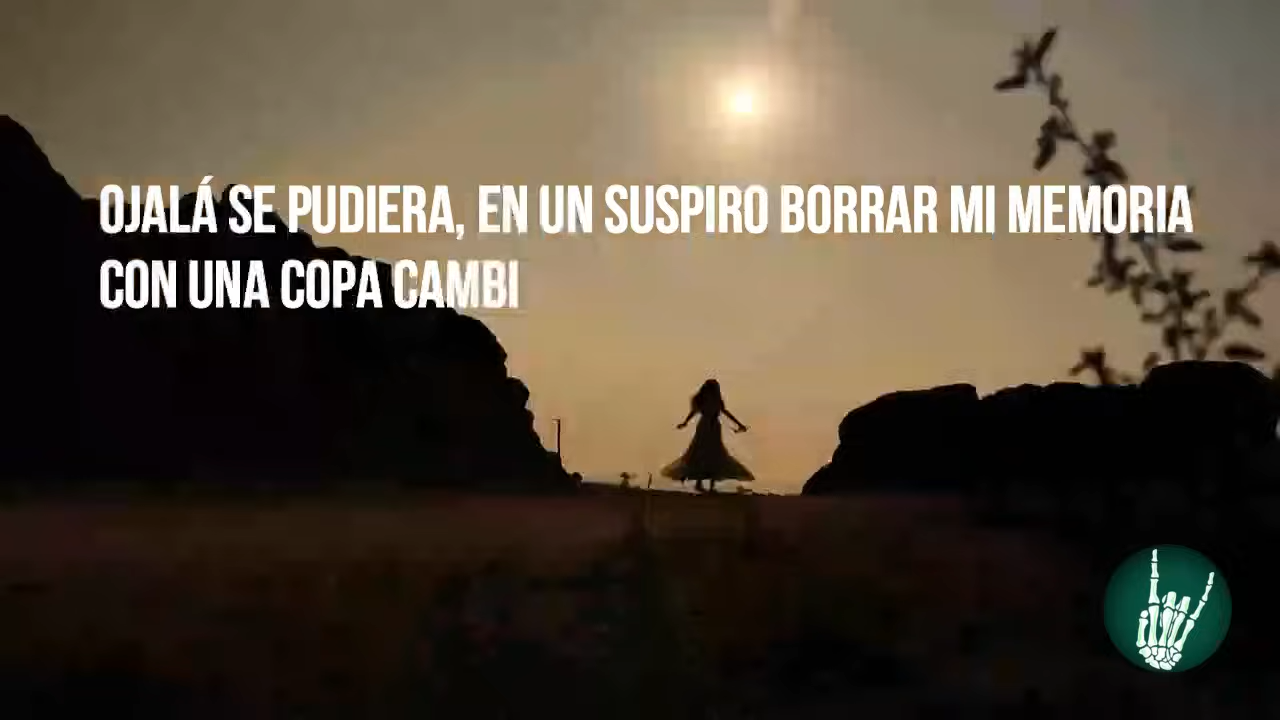 OJALÁ SE PUDIERA, EN UN SUSPIRO BORRAR MI MEMORIA
CON UNA COPA CAMBI